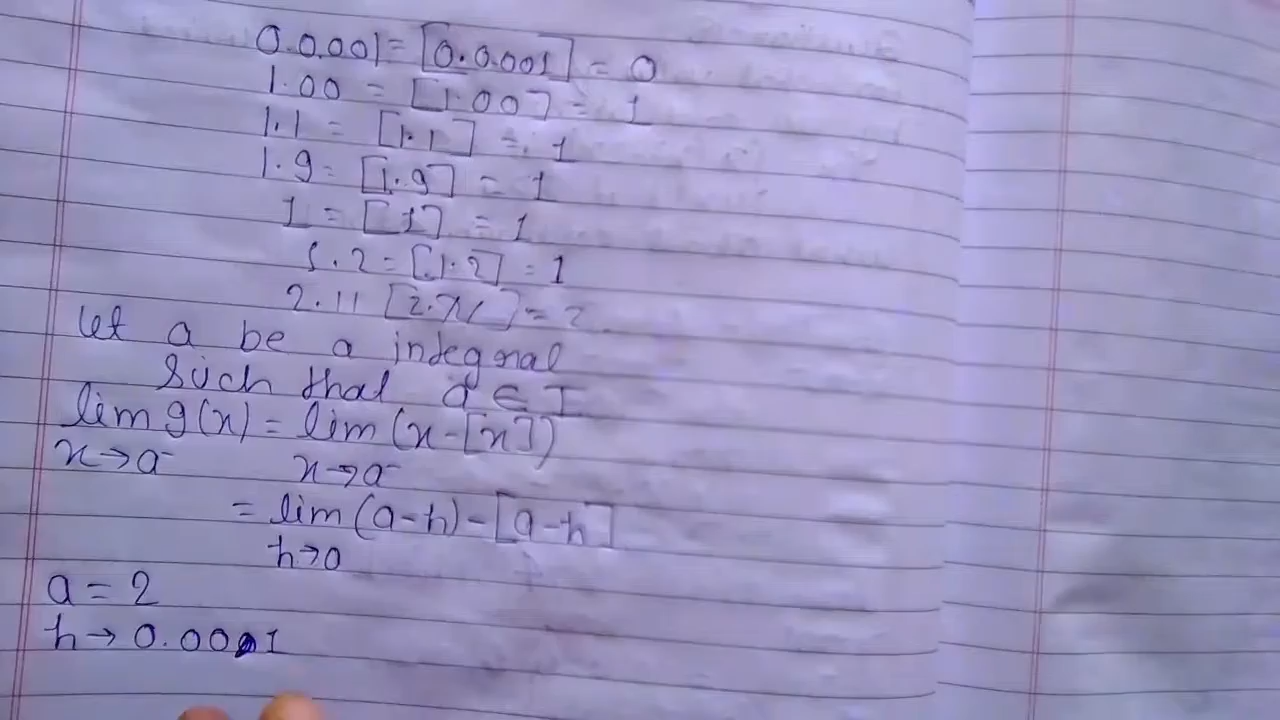 0.0.001 = [0.0.001] = 0
1.00 = [1.00] = 1
1.1 = [1.1] = 1
1.9 = [1.9] = 1
1 = [1] = 1
1.2 = [1.2] = 1
2.11 [2.11] = 2
let a be a integral
such that a ∈ I
lim g(x) = lim (x-[x])
x→a⁻ x→a⁻
= lim (a-h) - [a-h]
h→0
a = 2
h → 0.001